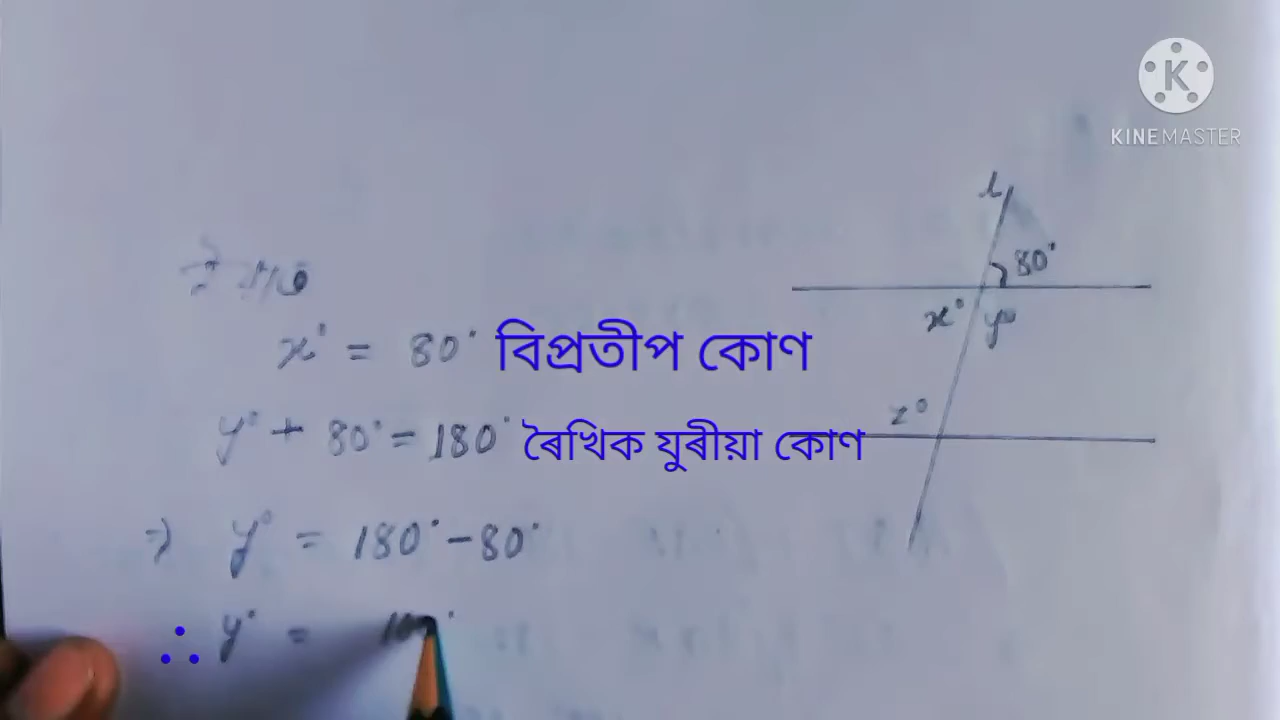 KINEMASTER
l
80°
x° y°
x° = 80° বিপ্ৰতীপ কোণ
z°
y° + 80° = 180° ৰৈখিক যুৰীয়া কোণ
⇒ y° = 180° - 80°
∴ y° =